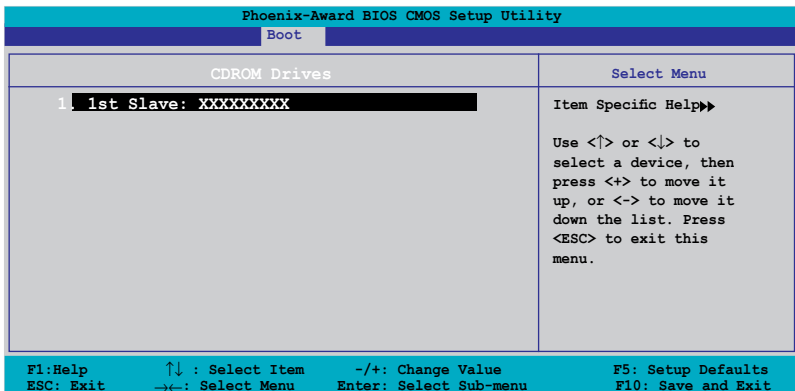 Phoenix-Award BIOS CMOS Setup Utility
Boot
CDROM Drives
Select Menu
1. 1st Slave: XXXXXXXXX
Item Specific Help▶▶
Use <↑> or <↓> to
select a device, then
press <+> to move it
up, or <-> to move it
down the list. Press
<ESC> to exit this
menu.
F1:Help ↑↓ : Select Item -/+: Change Value F5: Setup Defaults
ESC: Exit →←: Select Menu Enter: Select Sub-menu F10: Save and Exit